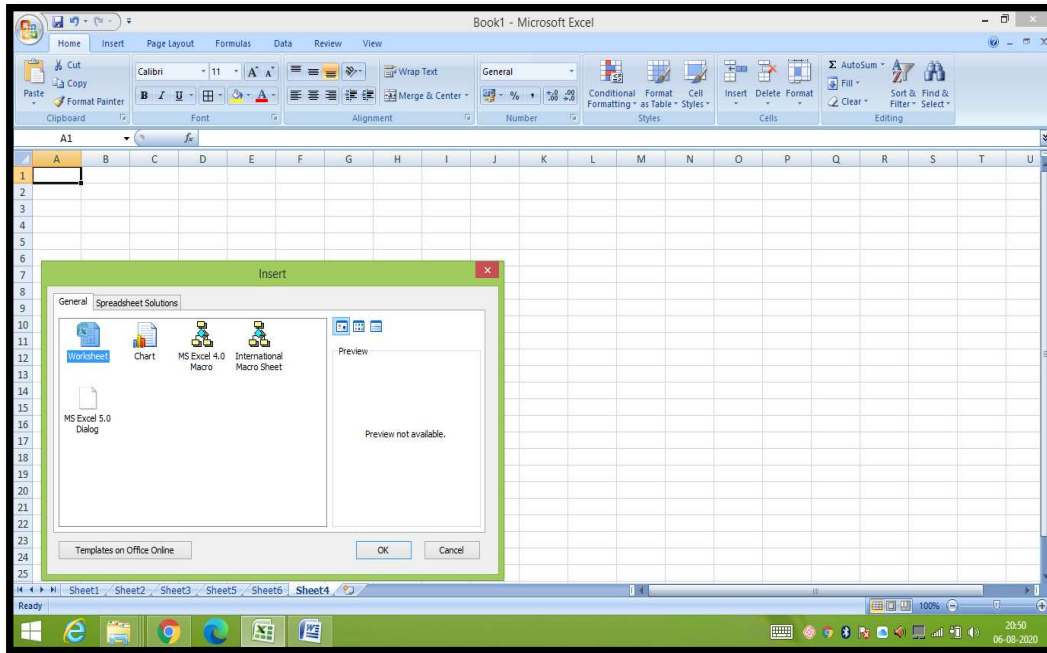 Book1 - Microsoft Excel
Home Insert Page Layout Formulas Data Review View
Cut
Copy
Format Painter
Paste
Clipboard
Calibri 11
B I U
Font
Wrap Text
Merge & Center
Alignment
General
%
Number
Conditional Formatting
Format as Table
Cell Styles
Styles
Insert Delete Format
Cells
Σ AutoSum
Fill
Clear
Sort & Filter
Find & Select
Editing
A1 fx
A B C D E F G H I J K L M N O P Q R S T U
1
2
3
4
5
6
7
8
9
10
11
12
13
14
15
16
17
18
19
20
21
22
23
24
25
Insert
General Spreadsheet Solutions
Worksheet
Chart
MS Excel 4.0 Macro
International Macro Sheet
MS Excel 5.0 Dialog
Preview
Preview not available.
Templates on Office Online
OK Cancel
Sheet1 Sheet2 Sheet3 Sheet5 Sheet6 Sheet4
Ready
100%
20:50
06-08-2020